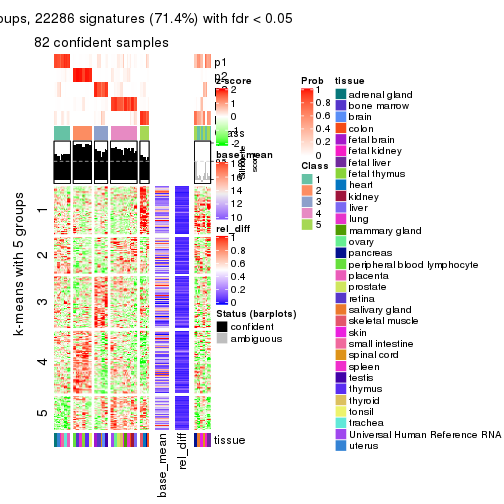 oups, 22286 signatures (71.4%) with fdr < 0.05
82 confident samples
p1
p2
z-score
2
1
0
-1
-2
class
silhouette
score
base_mean
16
14
12
10
rel_diff
1
0.8
0.6
0.4
0.2
0
Status (barplots)
confident
ambiguous
k-means with 5 groups
1
2
3
4
5
base_mean
rel_diff
tissue
Prob
1
0.8
0.6
0.4
0.2
0
Class
1
2
3
4
5
tissue
adrenal gland
bone marrow
brain
colon
fetal brain
fetal kidney
fetal liver
fetal thymus
heart
kidney
liver
lung
mammary gland
ovary
pancreas
peripheral blood lymphocyte
placenta
prostate
retina
salivary gland
skeletal muscle
skin
small intestine
spinal cord
spleen
testis
thymus
thyroid
tonsil
trachea
Universal Human Reference RNA
uterus